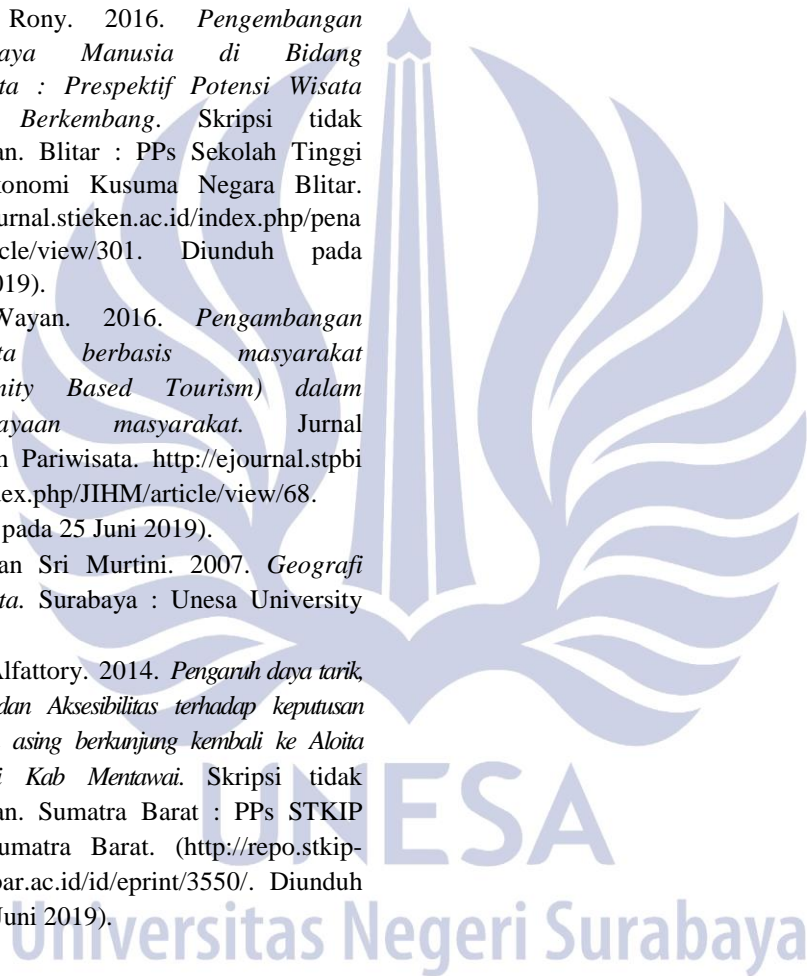 Rony. 2016. Pengembangan
aya Manusia di Bidang
ta : Prespektif Potensi Wisata
Berkembang. Skripsi tidak
an. Blitar : PPs Sekolah Tinggi
konomi Kusuma Negara Blitar.
urnal.stieken.ac.id/index.php/pena
cle/view/301. Diunduh pada
019).
Wayan. 2016. Pengambangan
ta berbasis masyarakat
nity Based Tourism) dalam
ayaan masyarakat. Jurnal
n Pariwisata. http://ejournal.stpbi
dex.php/JIHM/article/view/68.
pada 25 Juni 2019).
an Sri Murtini. 2007. Geografi
ta. Surabaya : Unesa University
Alfattory. 2014. Pengaruh daya tarik,
dan Aksesibilitas terhadap keputusan
asing berkunjung kembali ke Aloita
i Kab Mentawai. Skripsi tidak
an. Sumatra Barat : PPs STKIP
umatra Barat. (http://repo.stkip-
bar.ac.id/id/eprint/3550/. Diunduh
Juni 2019).
UNESA
Universitas Negeri Surabaya